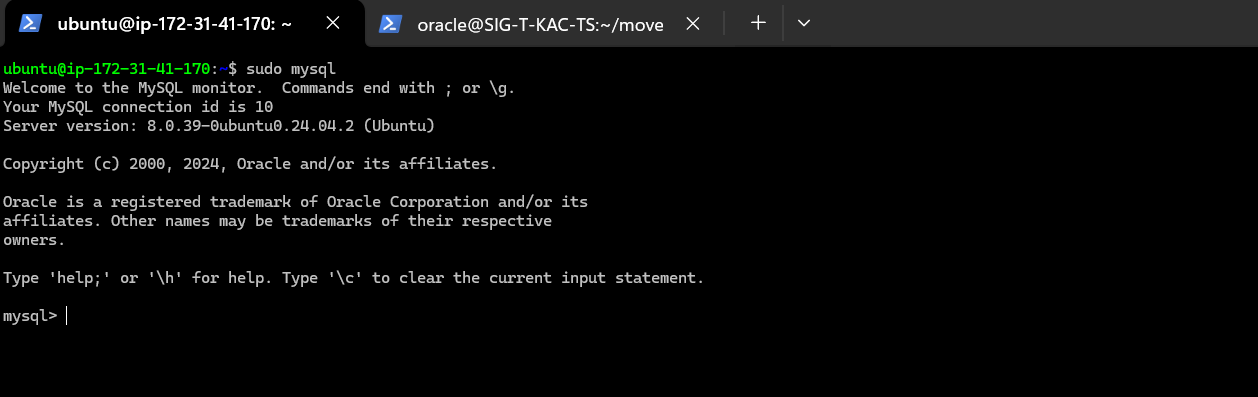 ubuntu@ip-172-31-41-170: ~
oracle@SIG-T-KAC-TS:~/move
ubuntu@ip-172-31-41-170:~$ sudo mysql
Welcome to the MySQL monitor.  Commands end with ; or \g.
Your MySQL connection id is 10
Server version: 8.0.39-0ubuntu0.24.04.2 (Ubuntu)
Copyright (c) 2000, 2024, Oracle and/or its affiliates.
Oracle is a registered trademark of Oracle Corporation and/or its
affiliates. Other names may be trademarks of their respective
owners.
Type 'help;' or '\h' for help. Type '\c' to clear the current input statement.
mysql>